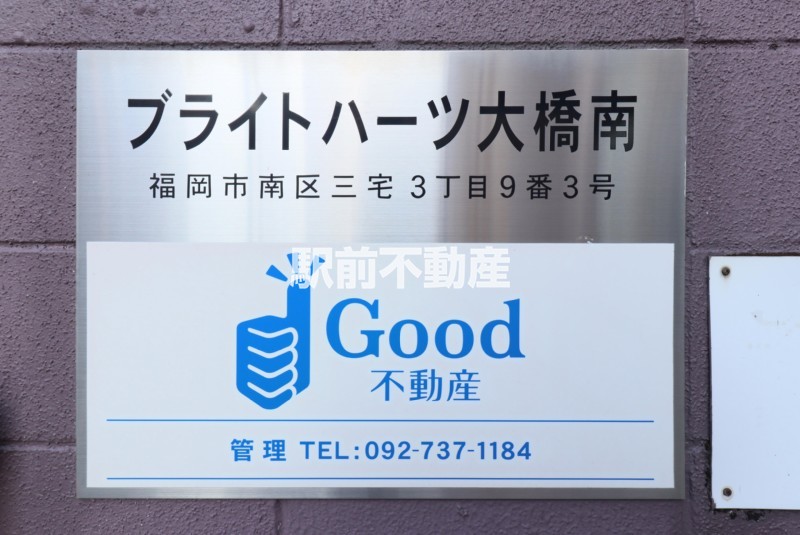 ブライトハーツ大橋南
福岡市南区三宅 3丁目9番3号
駅前不動産
Good
不動産
管理 TEL:092-737-1184